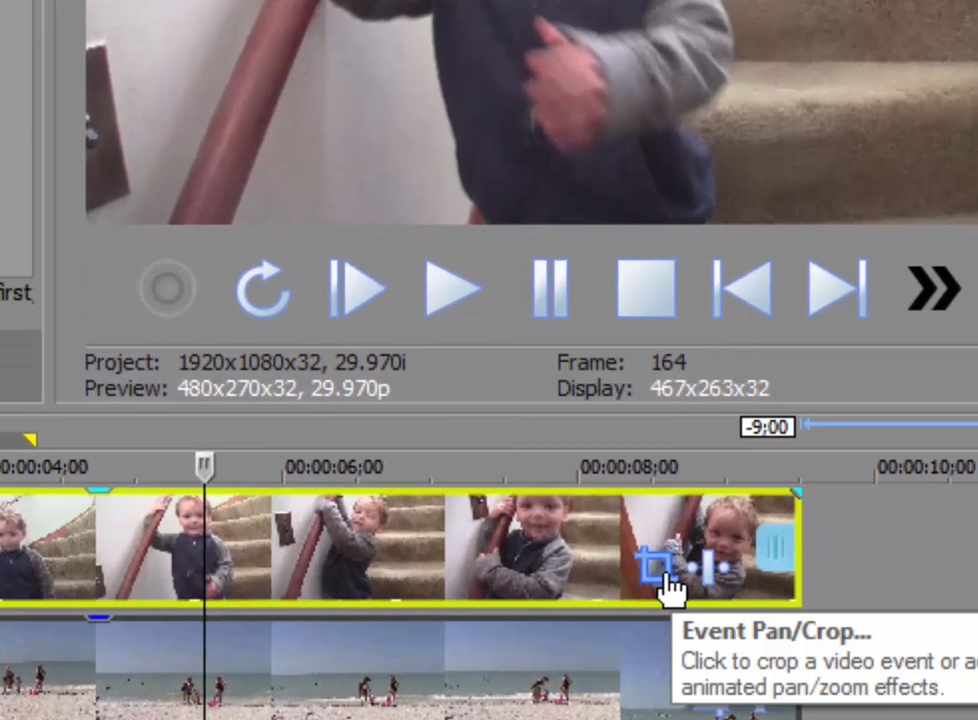 first,
Project: 1920x1080x32, 29.970i Frame: 164
Preview: 480x270x32, 29.970p Display: 467x263x32
-9;00
00:00:04;00 00:00:06;00 00:00:08;00 00:00:10;00
Event Pan/Crop...
Click to crop a video event or
animated pan/zoom effects.